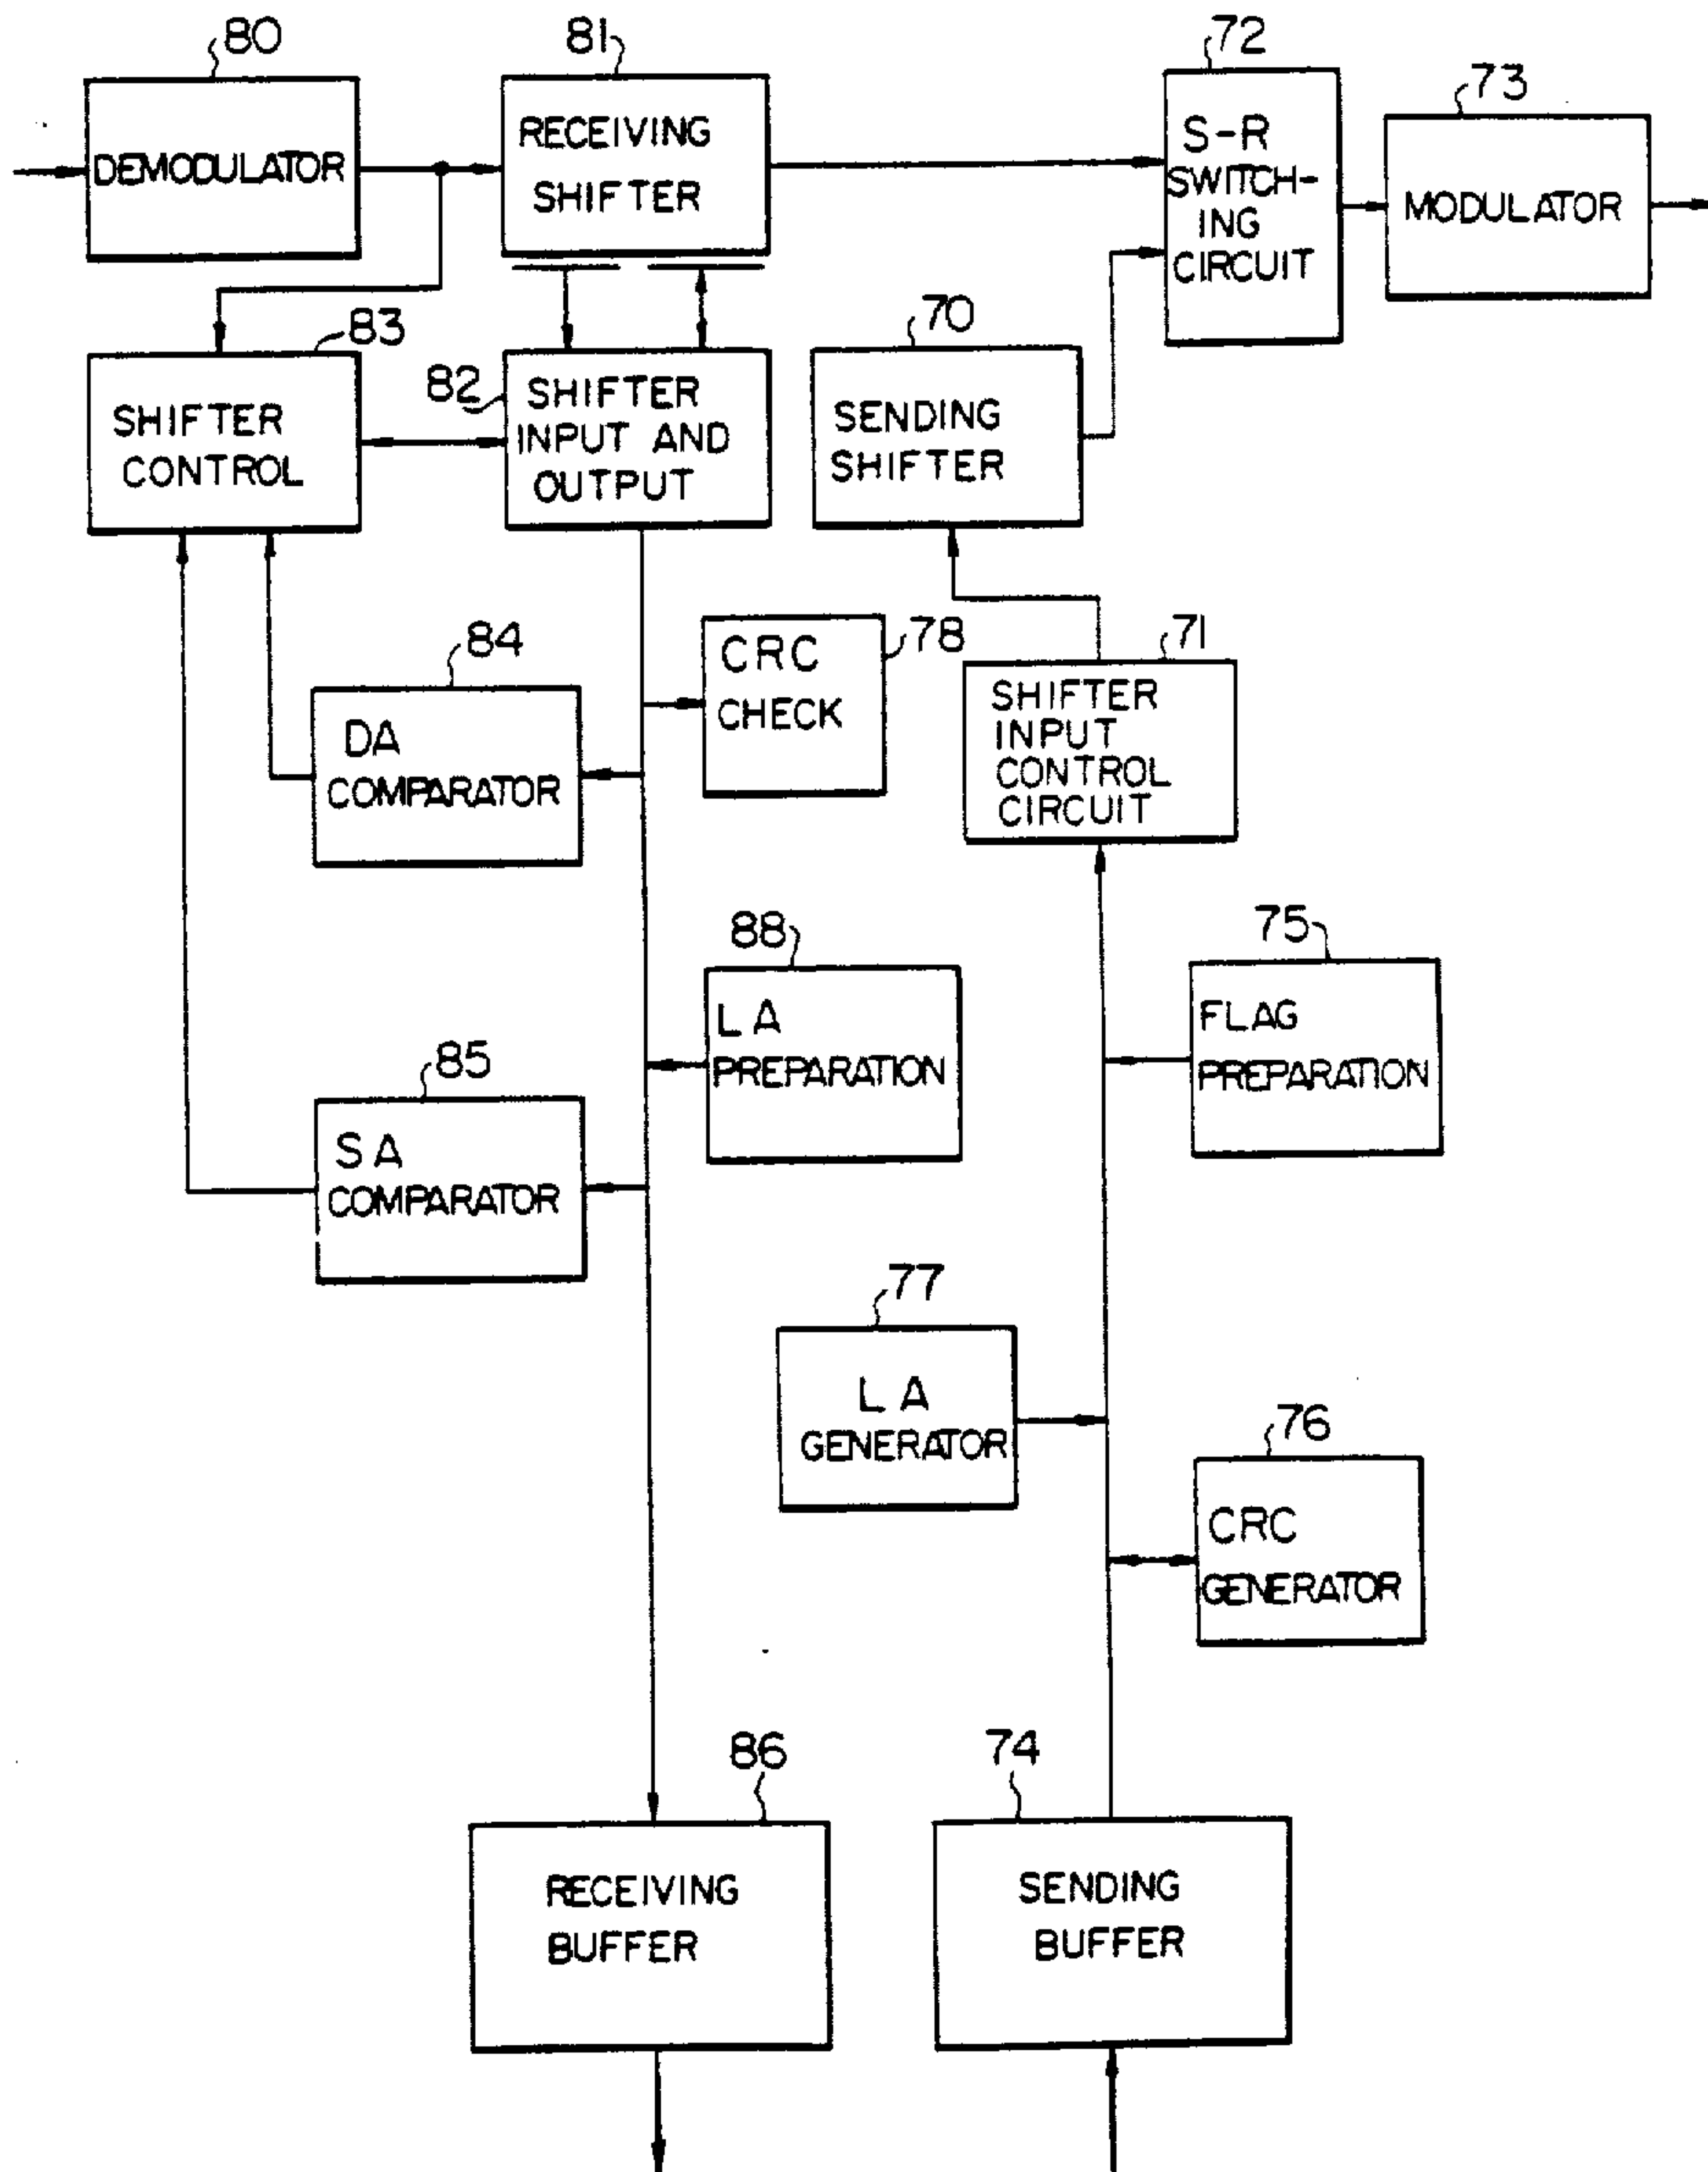 80
DEMODULATOR
81
RECEIVING
SHIFTER
72
S-R
SWITCH-
ING
CIRCUIT
73
MODULATOR
83
SHIFTER
CONTROL
82
SHIFTER
INPUT AND
OUTPUT
70
SENDING
SHIFTER
84
DA
COMPARATOR
78
CRC
CHECK
71
SHIFTER
INPUT
CONTROL
CIRCUIT
88
LA
PREPARATION
75
FLAG
PREPARATION
85
SA
COMPARATOR
77
LA
GENERATOR
76
CRC
GENERATOR
86
RECEIVING
BUFFER
74
SENDING
BUFFER